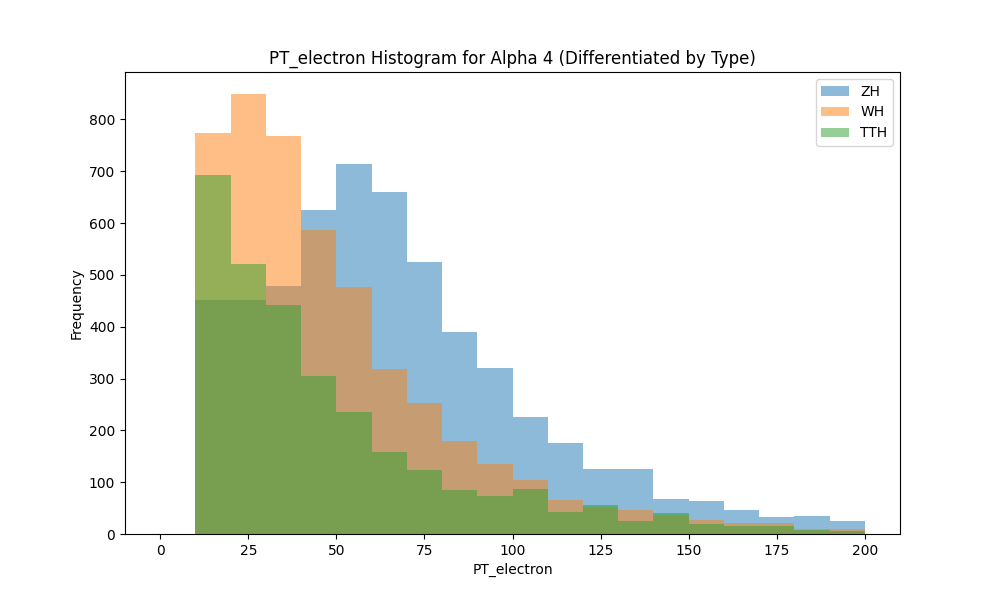 PT_electron Histogram for Alpha 4 (Differentiated by Type)
ZH
WH
TTH
800
700
600
500
400
300
200
100
0
Frequency
0 25 50 75 100 125 150 175 200
PT_electron